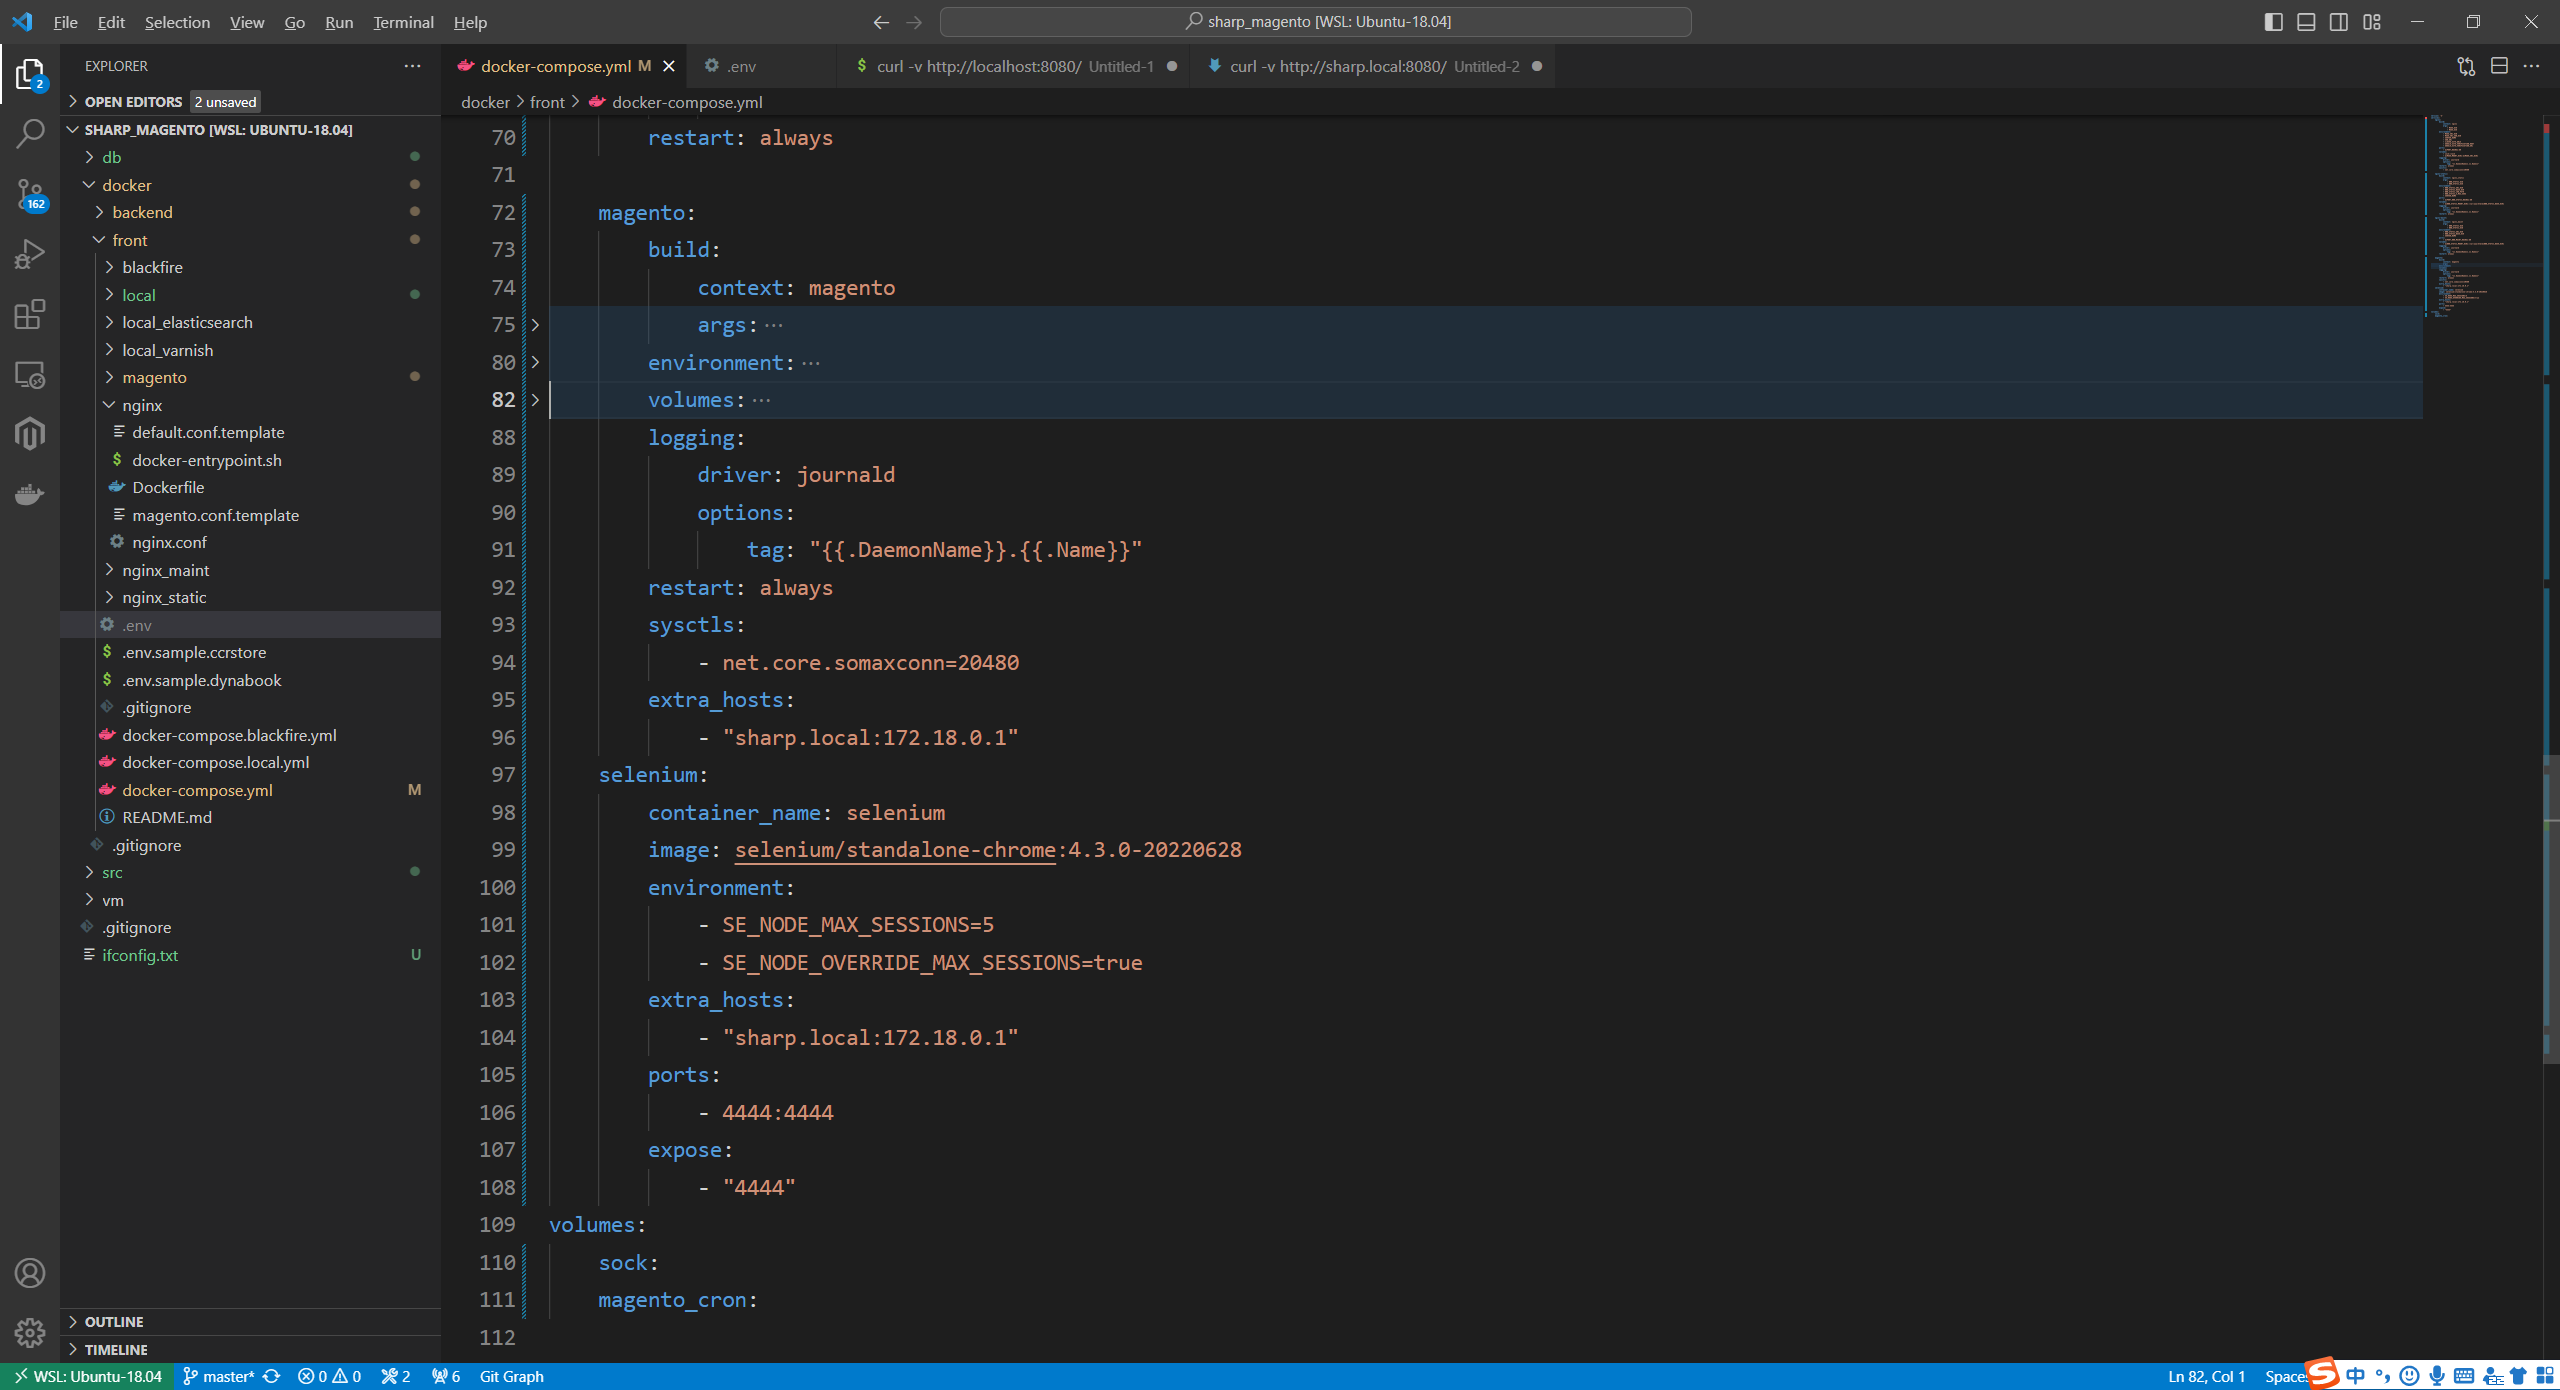 File Edit Selection View Go Run Terminal Help
sharp_magento [WSL: Ubuntu-18.04]
EXPLORER
OPEN EDITORS 2 unsaved
SHARP_MAGENTO [WSL: UBUNTU-18.04]
db
docker
backend
front
blackfire
local
local_elasticsearch
local_varnish
magento
nginx
default.conf.template
docker-entrypoint.sh
Dockerfile
magento.conf.template
nginx.conf
nginx_maint
nginx_static
.env
.env.sample.ccrstore
.env.sample.dynabook
.gitignore
docker-compose.blackfire.yml
docker-compose.local.yml
docker-compose.yml M
README.md
.gitignore
src
vm
.gitignore
ifconfig.txt U
OUTLINE
TIMELINE
2
162
docker-compose.yml M
.env
curl -v http://localhost:8080/ Untitled-1
curl -v http://sharp.local:8080/ Untitled-2
docker > front > docker-compose.yml
70 restart: always
71
72 magento:
73 build:
74 context: magento
75 args: ···
80 environment: ···
82 volumes: ···
88 logging:
89 driver: journald
90 options:
91 tag: "{{.DaemonName}}.{{.Name}}"
92 restart: always
93 sysctls:
94 - net.core.somaxconn=20480
95 extra_hosts:
96 - "sharp.local:172.18.0.1"
97 selenium:
98 container_name: selenium
99 image: selenium/standalone-chrome:4.3.0-20220628
100 environment:
101 - SE_NODE_MAX_SESSIONS=5
102 - SE_NODE_OVERRIDE_MAX_SESSIONS=true
103 extra_hosts:
104 - "sharp.local:172.18.0.1"
105 ports:
106 - 4444:4444
107 expose:
108 - "4444"
109 volumes:
110 sock:
111 magento_cron:
112
WSL: Ubuntu-18.04 master* 0 0 2 6 Git Graph
Ln 82, Col 1 Spaces 中